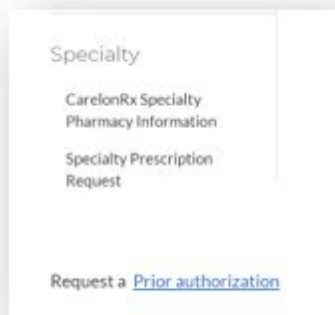 Specialty
CarelonRx Specialty
Pharmacy Information
Specialty Prescription
Request
Request a Prior authorization